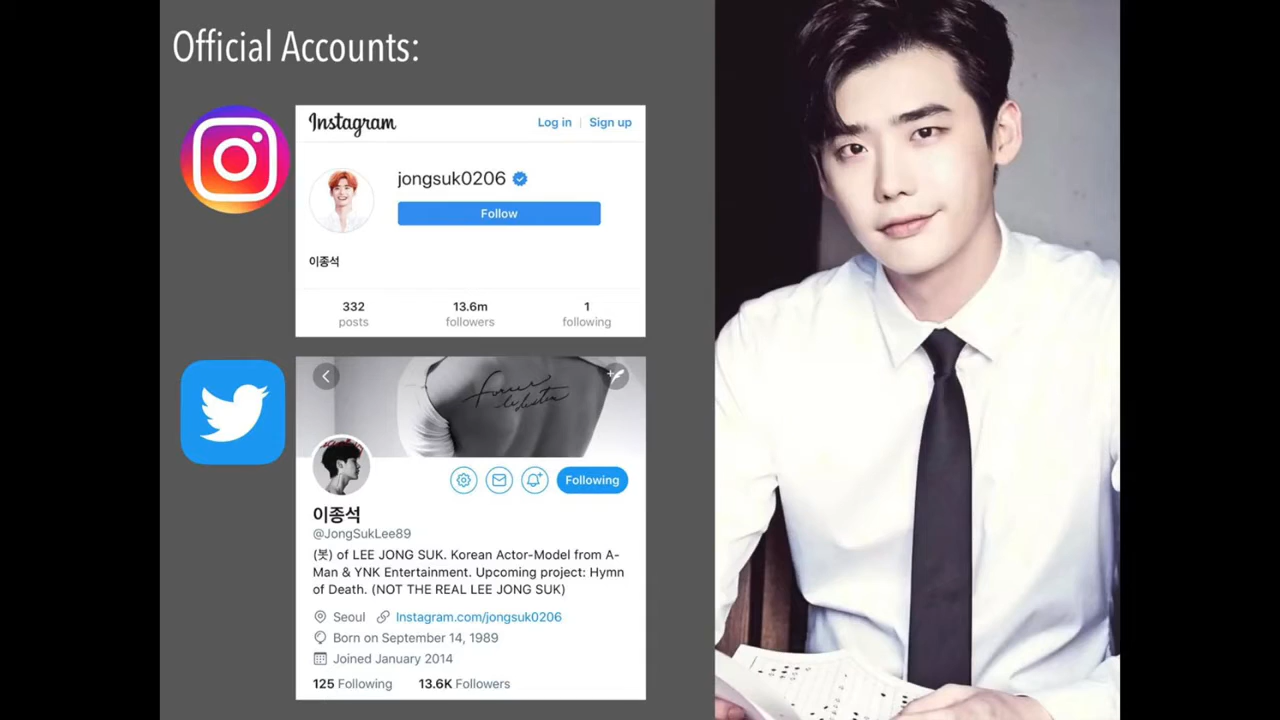 Official Accounts:
Instagram
Log in | Sign up
jongsuk0206
Follow
이종석
332 13.6m 1
posts followers following
Following
이종석
@JongSukLee89
(봇) of LEE JONG SUK. Korean Actor-Model from A-
Man & YNK Entertainment. Upcoming project: Hymn
of Death. (NOT THE REAL LEE JONG SUK)
Seoul Instagram.com/jongsuk0206
Born on September 14, 1989
Joined January 2014
125 Following 13.6K Followers